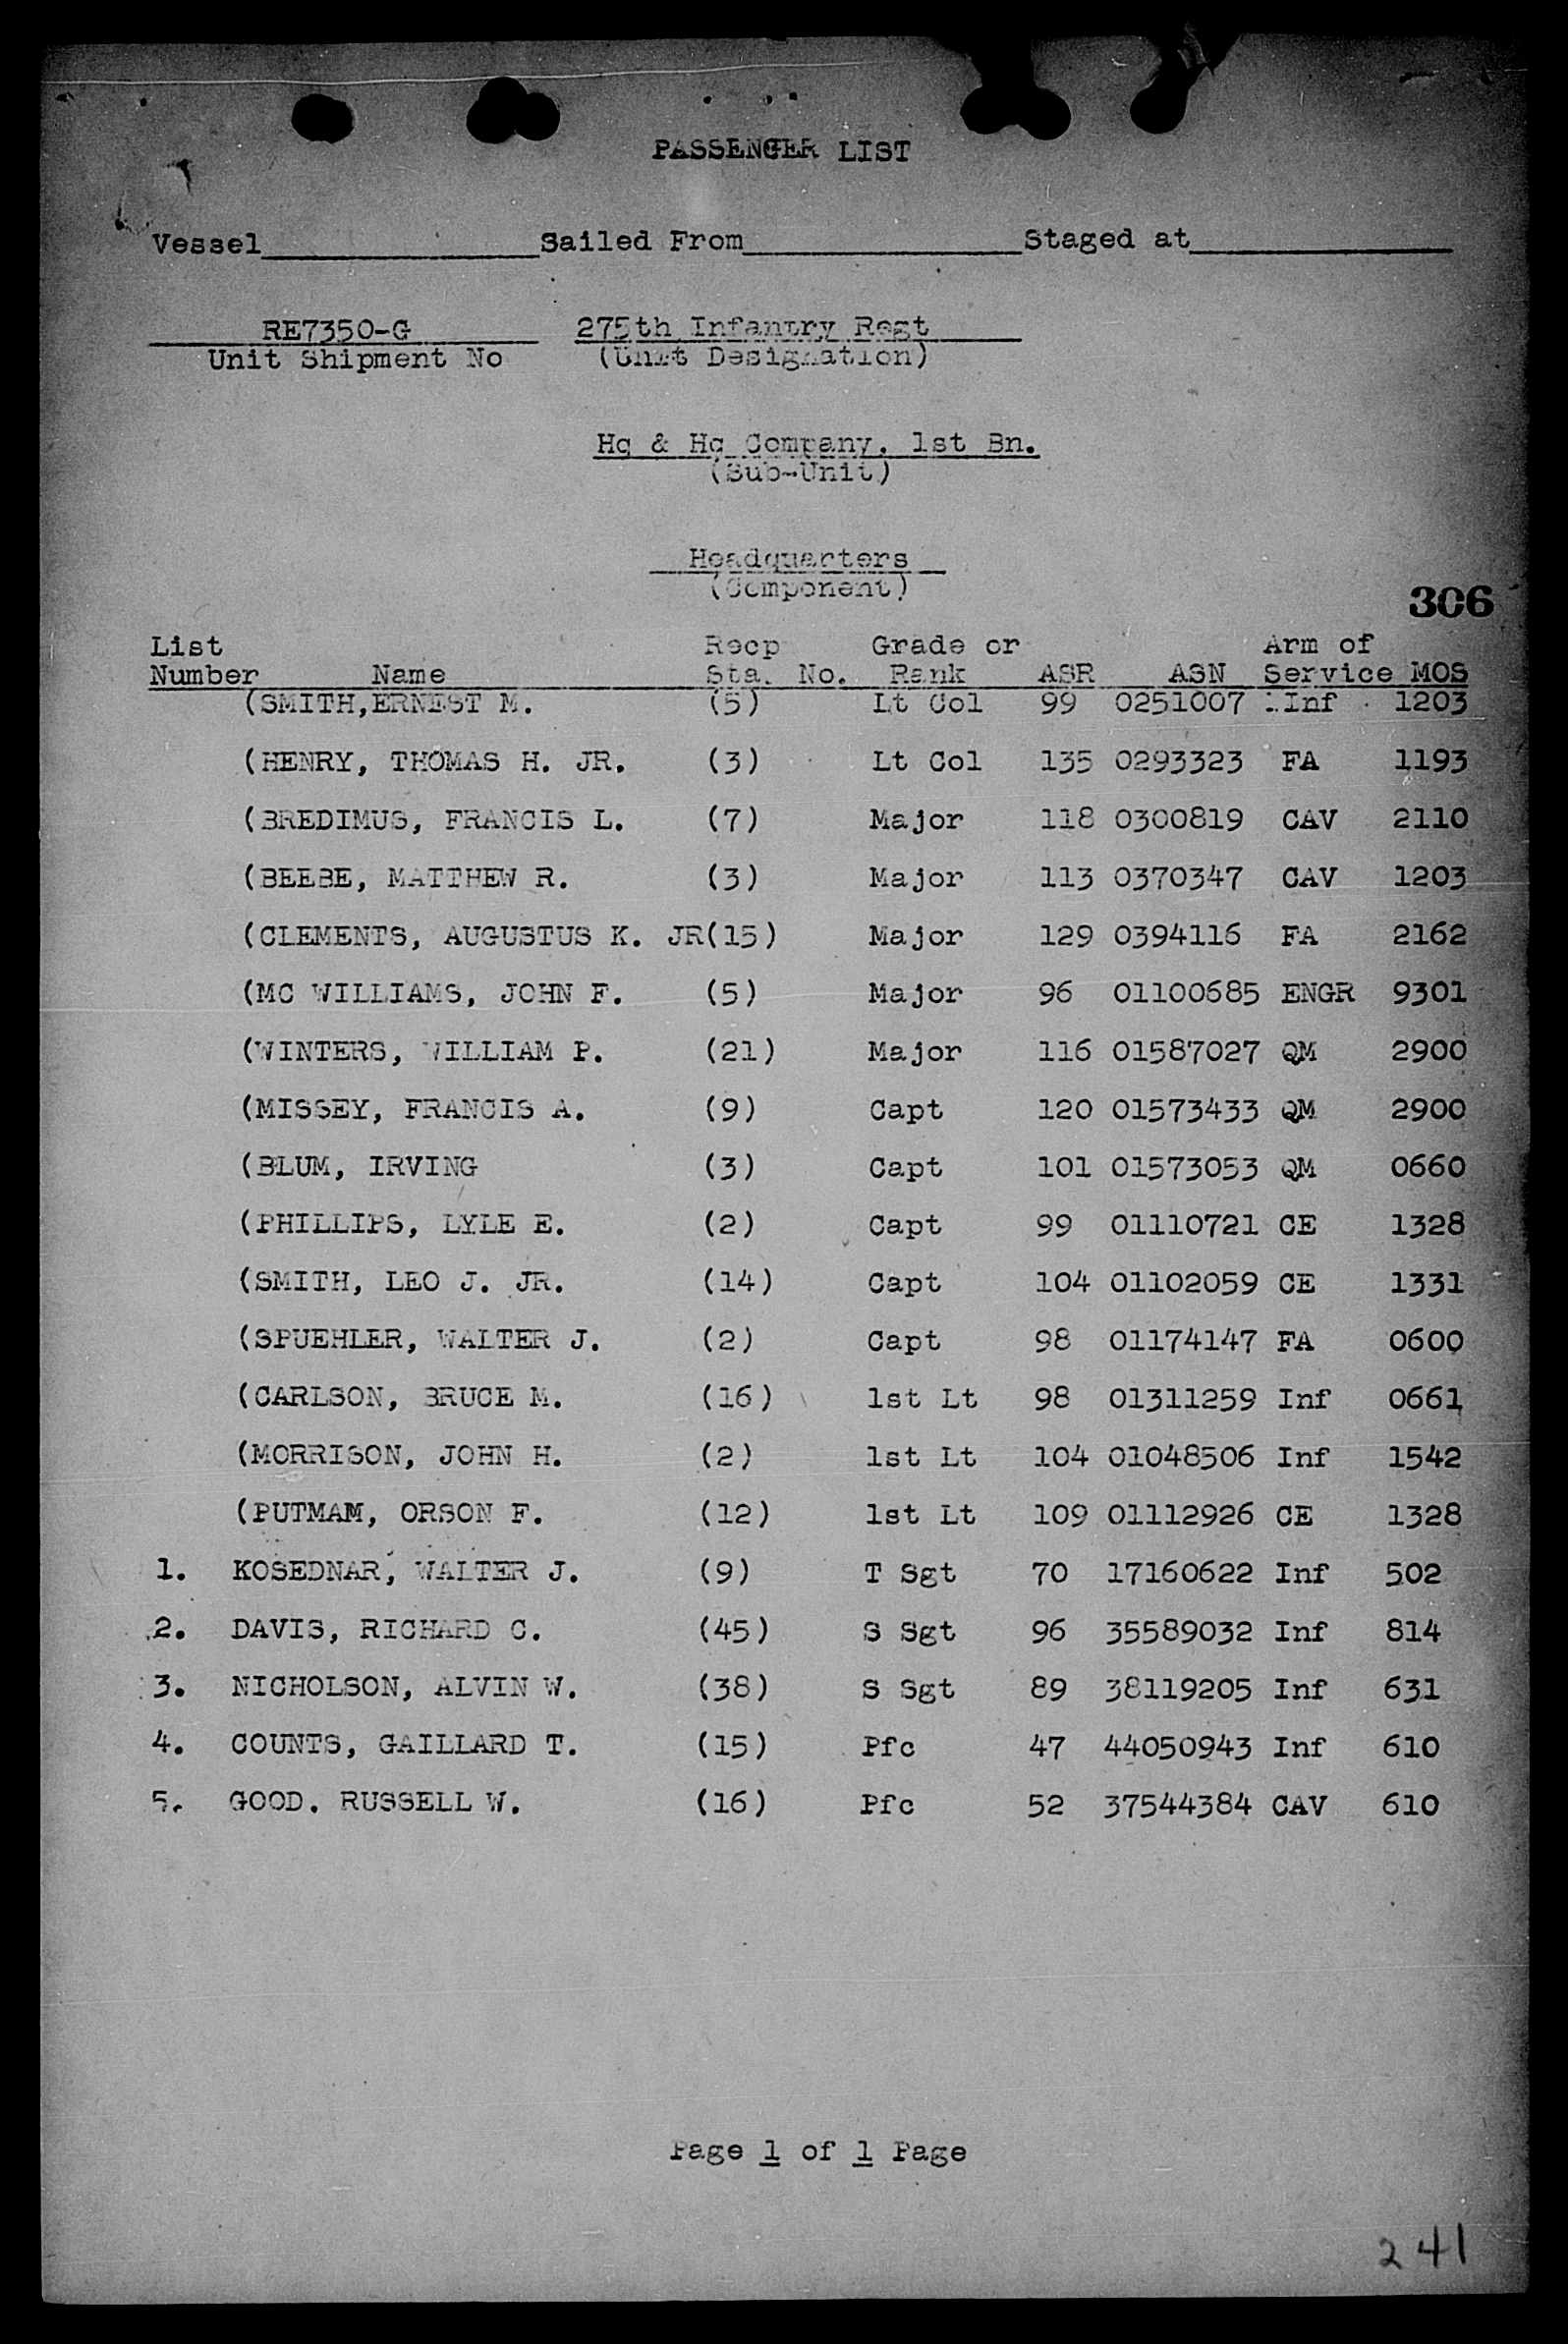 PASSENGER LIST
Vessel Sailed From Staged at
RE7350-G 275th Infantry Regt
Unit Shipment No (Unit Designation)
Hq & Hq Company, 1st Bn.
(Sub-Unit)
Headquarters
(Component)
306
List Recp Grade or Arm of
Number Name Sta. No. Rank ASR ASN Service MOS
(SMITH,ERNEST M. (5) Lt Col 99 0251007 Inf 1203
(HENRY, THOMAS H. JR. (3) Lt Col 135 0293323 FA 1193
(BREDIMUS, FRANCIS L. (7) Major 118 0300819 CAV 2110
(BEEBE, MATTHEW R. (3) Major 113 0370347 CAV 1203
(CLEMENTS, AUGUSTUS K. JR(15) Major 129 0394116 FA 2162
(MC WILLIAMS, JOHN F. (5) Major 96 01100685 ENGR 9301
(WINTERS, WILLIAM P. (21) Major 116 01587027 QM 2900
(MISSEY, FRANCIS A. (9) Capt 120 01573433 QM 2900
(BLUM, IRVING (3) Capt 101 01573053 QM 0660
(PHILLIPS, LYLE E. (2) Capt 99 01110721 CE 1328
(SMITH, LEO J. JR. (14) Capt 104 01102059 CE 1331
(SPUEHLER, WALTER J. (2) Capt 98 01174147 FA 0600
(CARLSON, BRUCE M. (16) 1st Lt 98 01311259 Inf 0661
(MORRISON, JOHN H. (2) 1st Lt 104 01048506 Inf 1542
(PUTMAM, ORSON F. (12) 1st Lt 109 01112926 CE 1328
1. KOSEDNAR, WALTER J. (9) T Sgt 70 17160622 Inf 502
2. DAVIS, RICHARD C. (45) S Sgt 96 35589032 Inf 814
3. NICHOLSON, ALVIN W. (38) S Sgt 89 38119205 Inf 631
4. COUNTS, GAILLARD T. (15) Pfc 47 44050943 Inf 610
5. GOOD. RUSSELL W. (16) Pfc 52 37544384 CAV 610
Page 1 of 1 Page
241